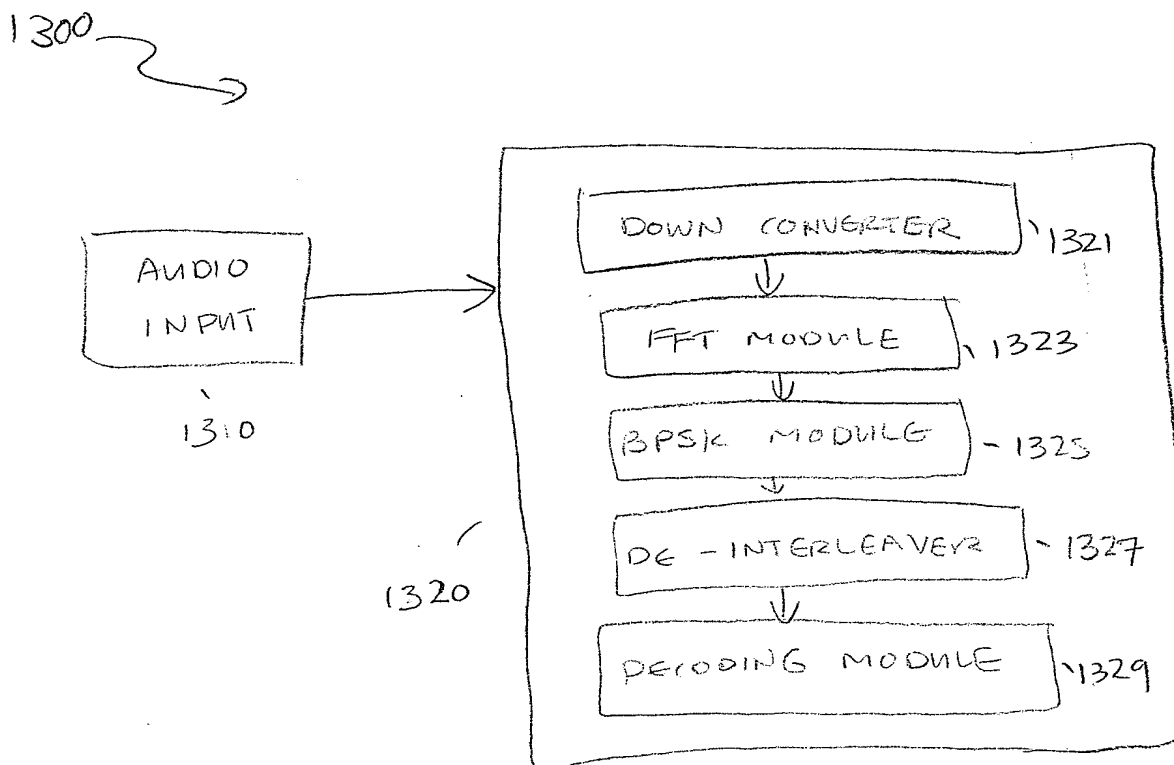 1300
AUDIO
INPUT
1310
1320
DOWN CONVERTER
1321
FFT MODULE
1323
BPSK MODULE
1325
DE-INTERLEAVER
1327
DECODING MODULE
1329